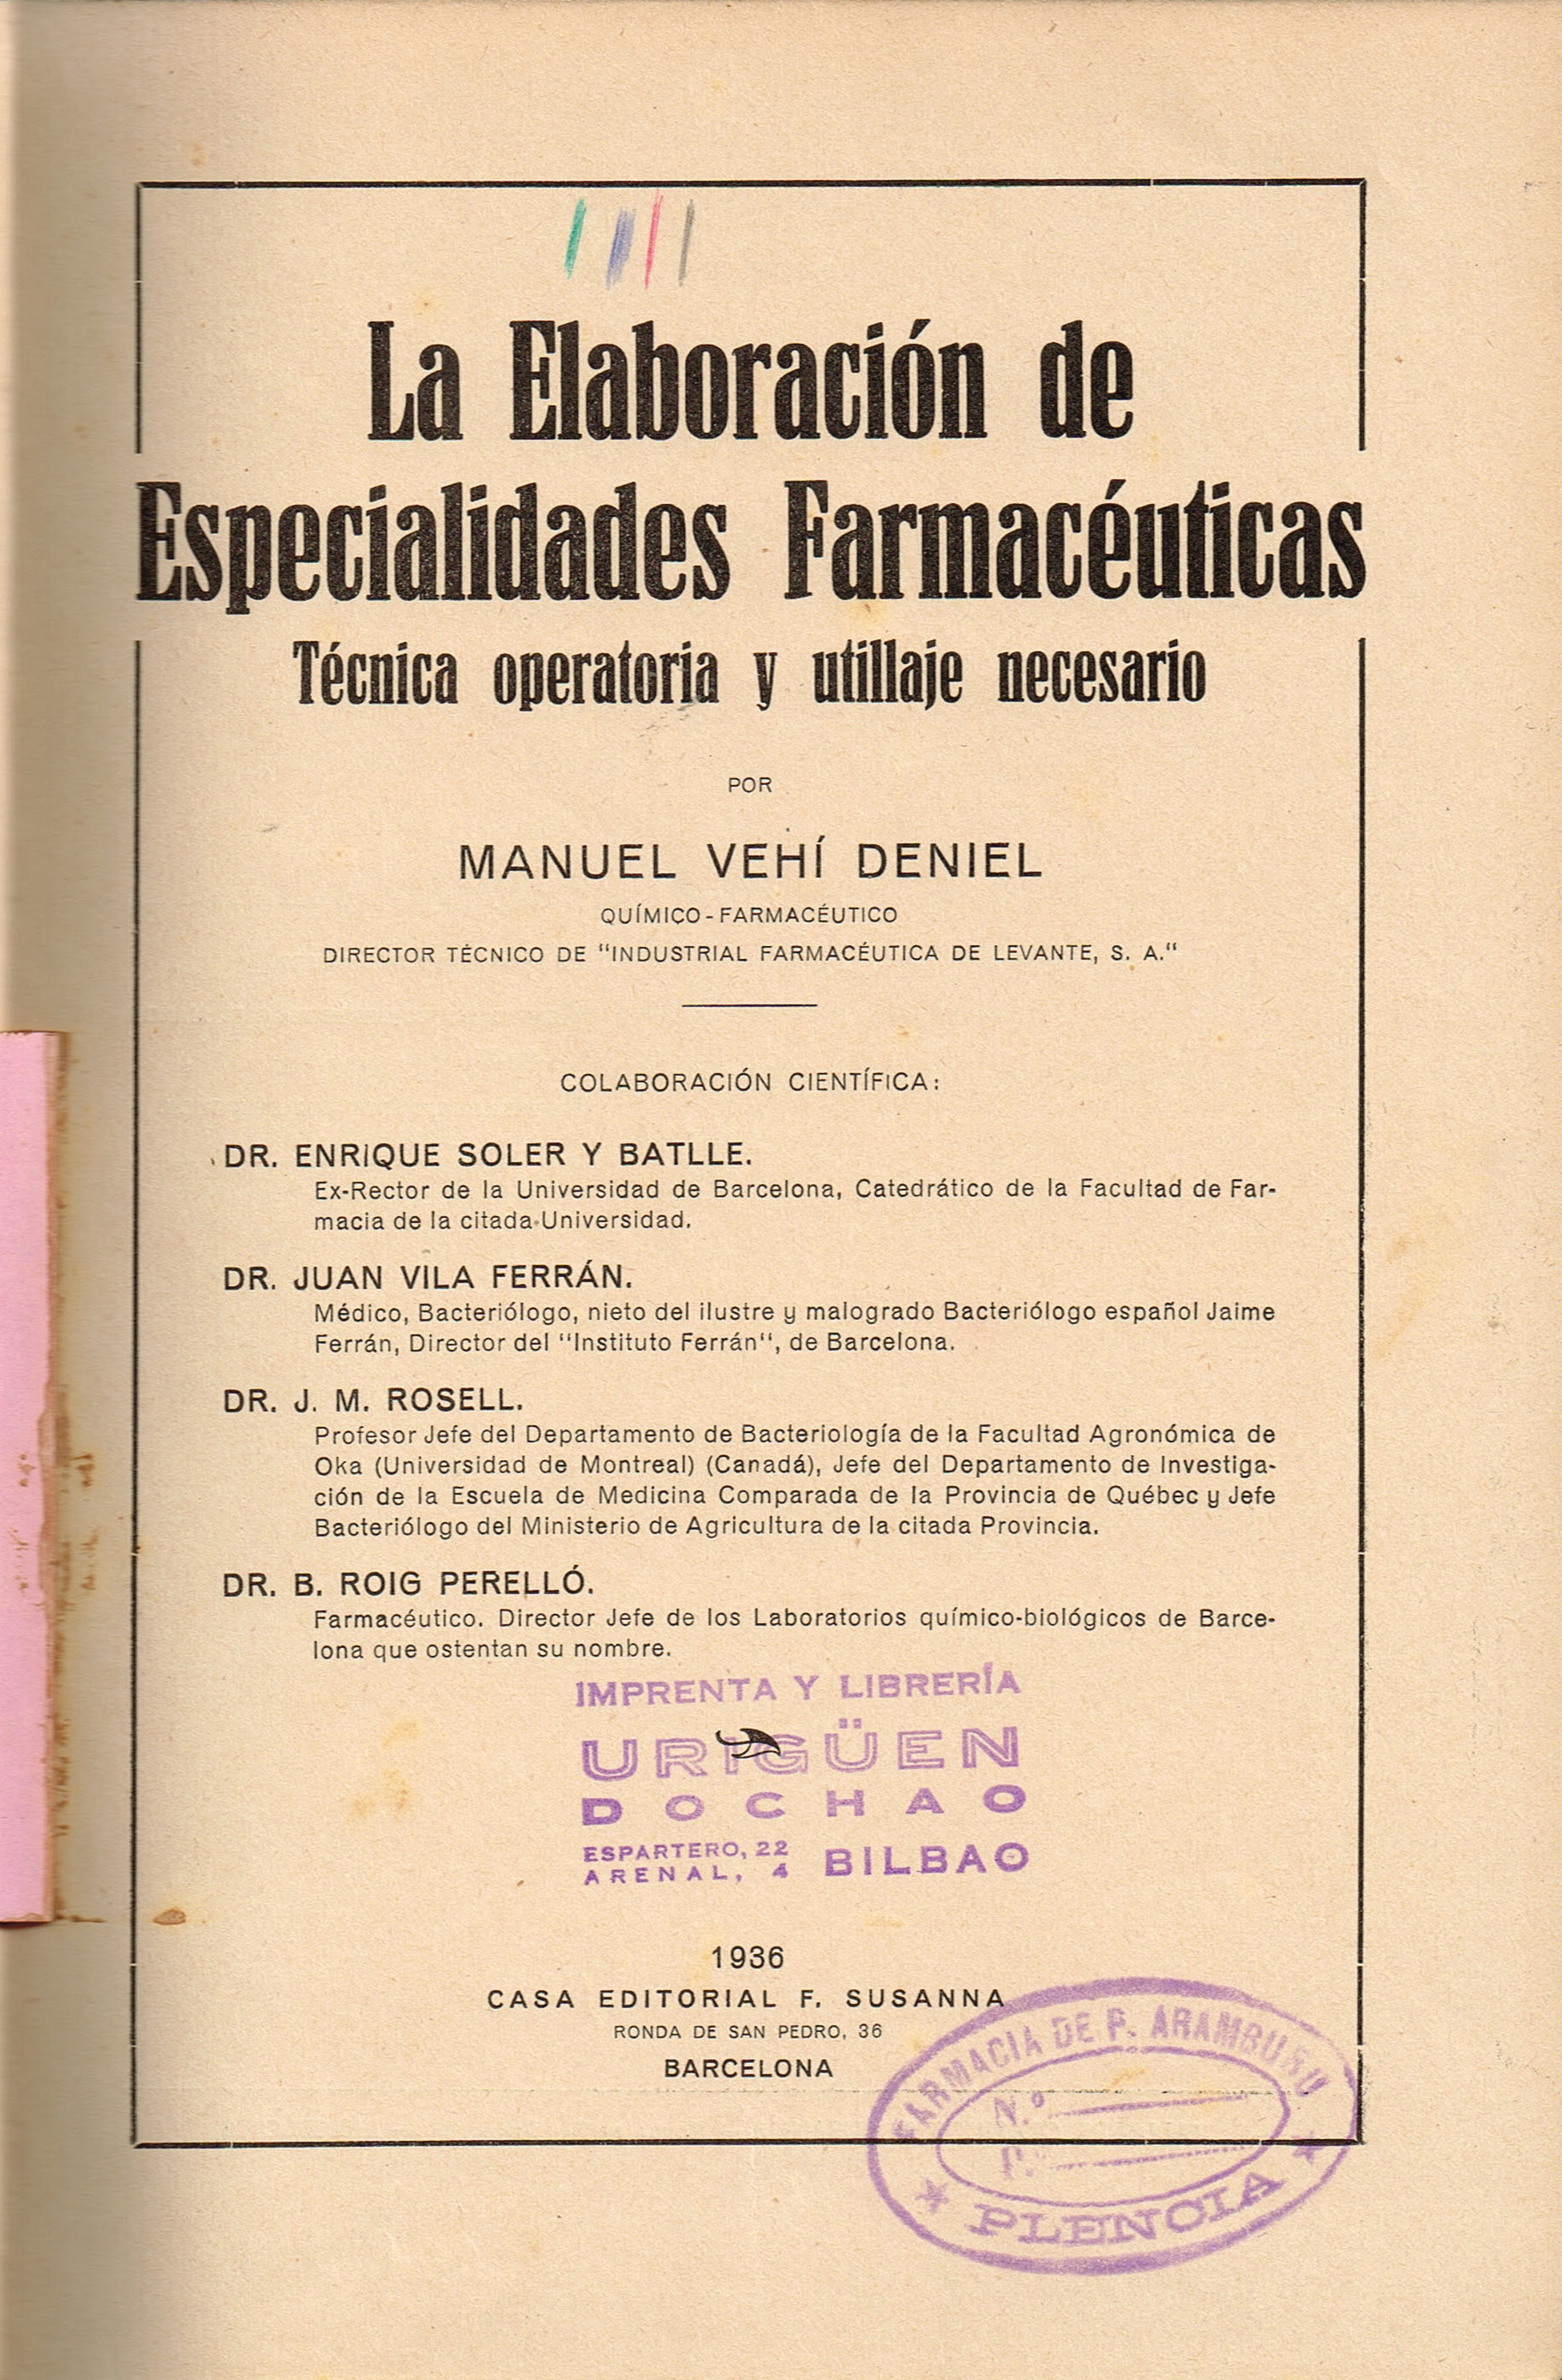 La Elaboración de
Especialidades Farmacéuticas
Técnica operatoria y utillaje necesario
POR
MANUEL VEHÍ DENIEL
QUÍMICO-FARMACÉUTICO
DIRECTOR TÉCNICO DE "INDUSTRIAL FARMACÉUTICA DE LEVANTE, S. A."
COLABORACIÓN CIENTÍFICA:
DR. ENRIQUE SOLER Y BATLLE.
Ex-Rector de la Universidad de Barcelona, Catedrático de la Facultad de Far-
macia de la citada Universidad.
DR. JUAN VILA FERRÁN.
Médico, Bacteriólogo, nieto del ilustre y malogrado Bacteriólogo español Jaime
Ferrán, Director del "Instituto Ferrán", de Barcelona.
DR. J. M. ROSELL.
Profesor Jefe del Departamento de Bacteriología de la Facultad Agronómica de
Oka (Universidad de Montreal) (Canadá), Jefe del Departamento de Investiga-
ción de la Escuela de Medicina Comparada de la Provincia de Québec y Jefe
Bacteriólogo del Ministerio de Agricultura de la citada Provincia.
DR. B. ROIG PERELLÓ.
Farmacéutico. Director Jefe de los Laboratorios químico-biológicos de Barce-
lona que ostentan su nombre.
IMPRENTA Y LIBRERÍA
URIGÜEN
DOCHAO
ESPARTERO, 22
ARENAL, 4 BILBAO
1936
CASA EDITORIAL F. SUSANNA
RONDA DE SAN PEDRO, 36
BARCELONA
FARMACIA DE P. ARAMBURU
N.º
PLENCIA